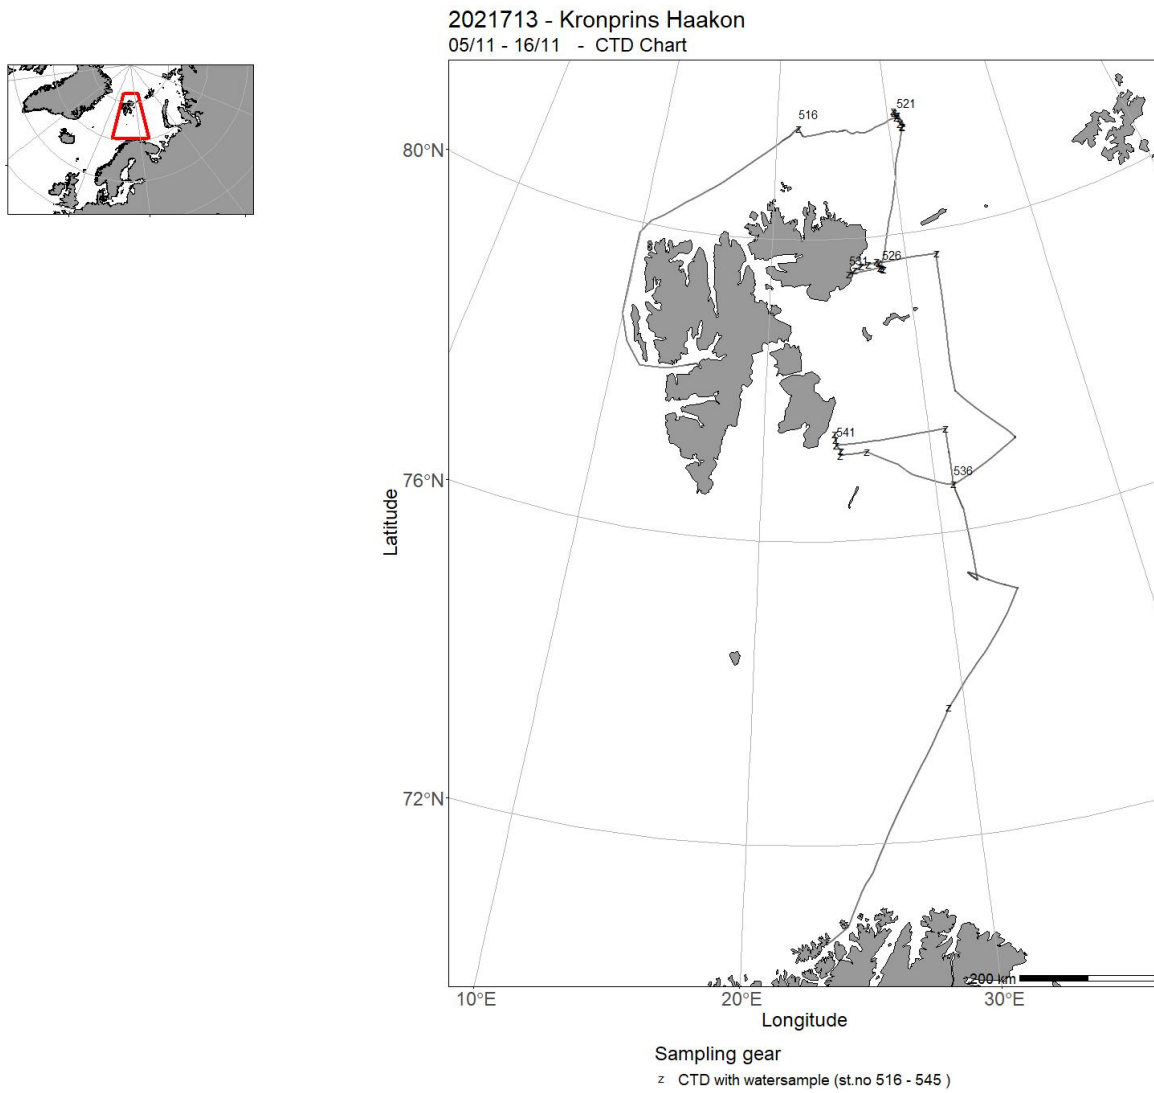 2021713 - Kronprins Haakon
05/11 - 16/11 - CTD Chart
516
521
80°N
526
531
541
76°N
536
Latitude
72°N
200 km
10°E
20°E
30°E
Longitude
Sampling gear
z CTD with watersample (st.no 516 - 545 )